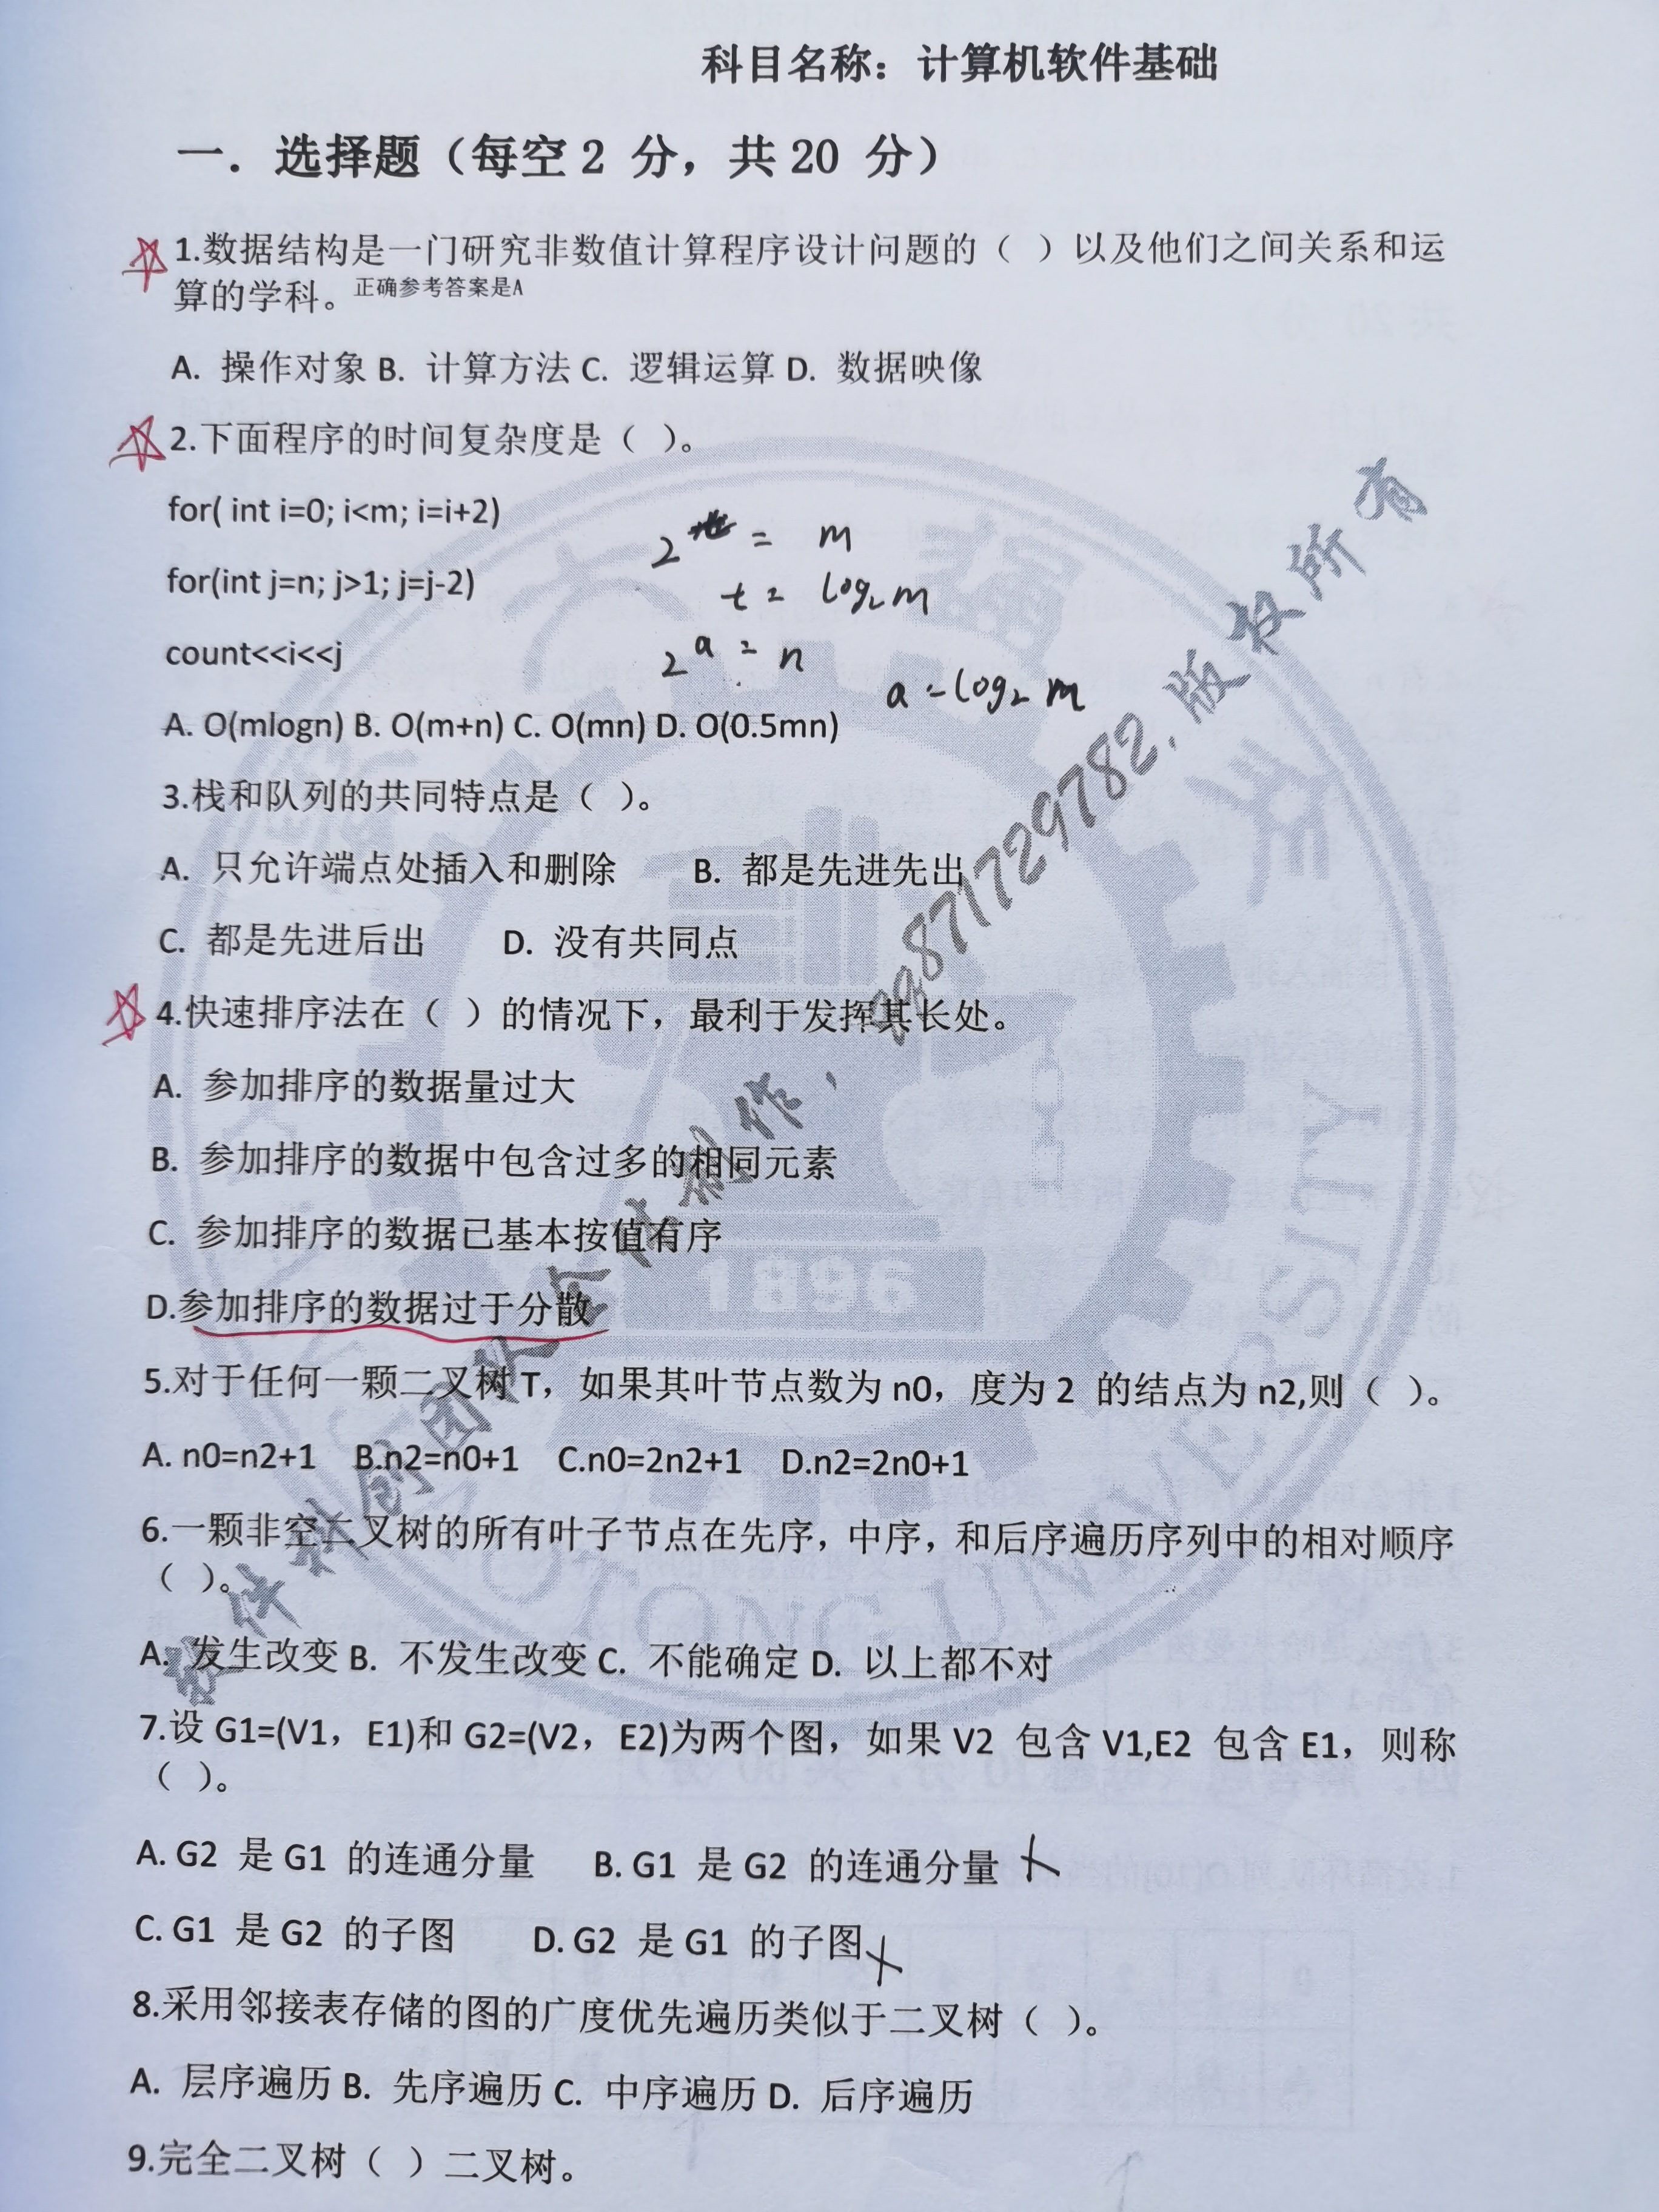 科目名称：计算机软件基础
一．选择题（每空2 分，共20 分）
1.数据结构是一门研究非数值计算程序设计问题的（ ）以及他们之间关系和运
算的学科。正确参考答案是A
A. 操作对象 B. 计算方法 C. 逻辑运算 D. 数据映像
2.下面程序的时间复杂度是（ ）。
for( int i=0; i<m; i=i+2)
2 = m
for(int j=n; j>1; j=j-2)
t = log₂m
count<<i<<j
2ᵃ = n
a = log₂ m
A. O(mlogn) B. O(m+n) C. O(mn) D. O(0.5mn)
3.栈和队列的共同特点是（ ）。
A. 只允许端点处插入和删除 B. 都是先进先出
C. 都是先进后出 D. 没有共同点
4.快速排序法在（ ）的情况下，最利于发挥其长处。
A. 参加排序的数据量过大
B. 参加排序的数据中包含过多的相同元素
C. 参加排序的数据已基本按值有序
D.参加排序的数据过于分散
5.对于任何一颗二叉树 T，如果其叶节点数为 n0，度为 2 的结点为 n2,则（ ）。
A. n0=n2+1 B.n2=n0+1 C.n0=2n2+1 D.n2=2n0+1
6.一颗非空二叉树的所有叶子节点在先序，中序，和后序遍历序列中的相对顺序
（ ）。
A. 发生改变 B. 不发生改变 C. 不能确定 D. 以上都不对
7.设 G1=(V1，E1)和 G2=(V2，E2)为两个图，如果 V2 包含 V1,E2 包含 E1，则称
（ ）。
A. G2 是 G1 的连通分量 B. G1 是 G2 的连通分量
C. G1 是 G2 的子图 D. G2 是 G1 的子图
8.采用邻接表存储的图的广度优先遍历类似于二叉树（ ）。
A. 层序遍历 B. 先序遍历 C. 中序遍历 D. 后序遍历
9.完全二叉树（ ）二叉树。
版权所有
1896
OTONG UNIVERSITY